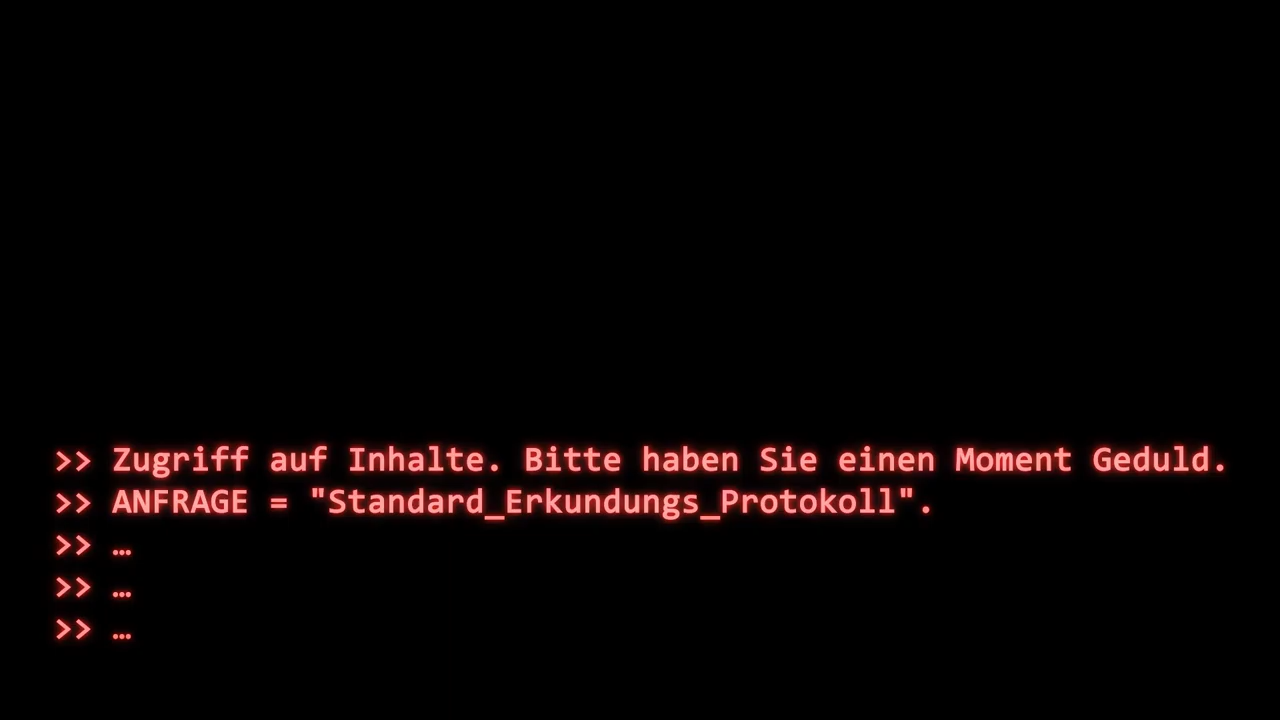 >> Zugriff auf Inhalte. Bitte haben Sie einen Moment Geduld.
>> ANFRAGE = "Standard_Erkundungs_Protokoll".
>> …
>> …
>> …